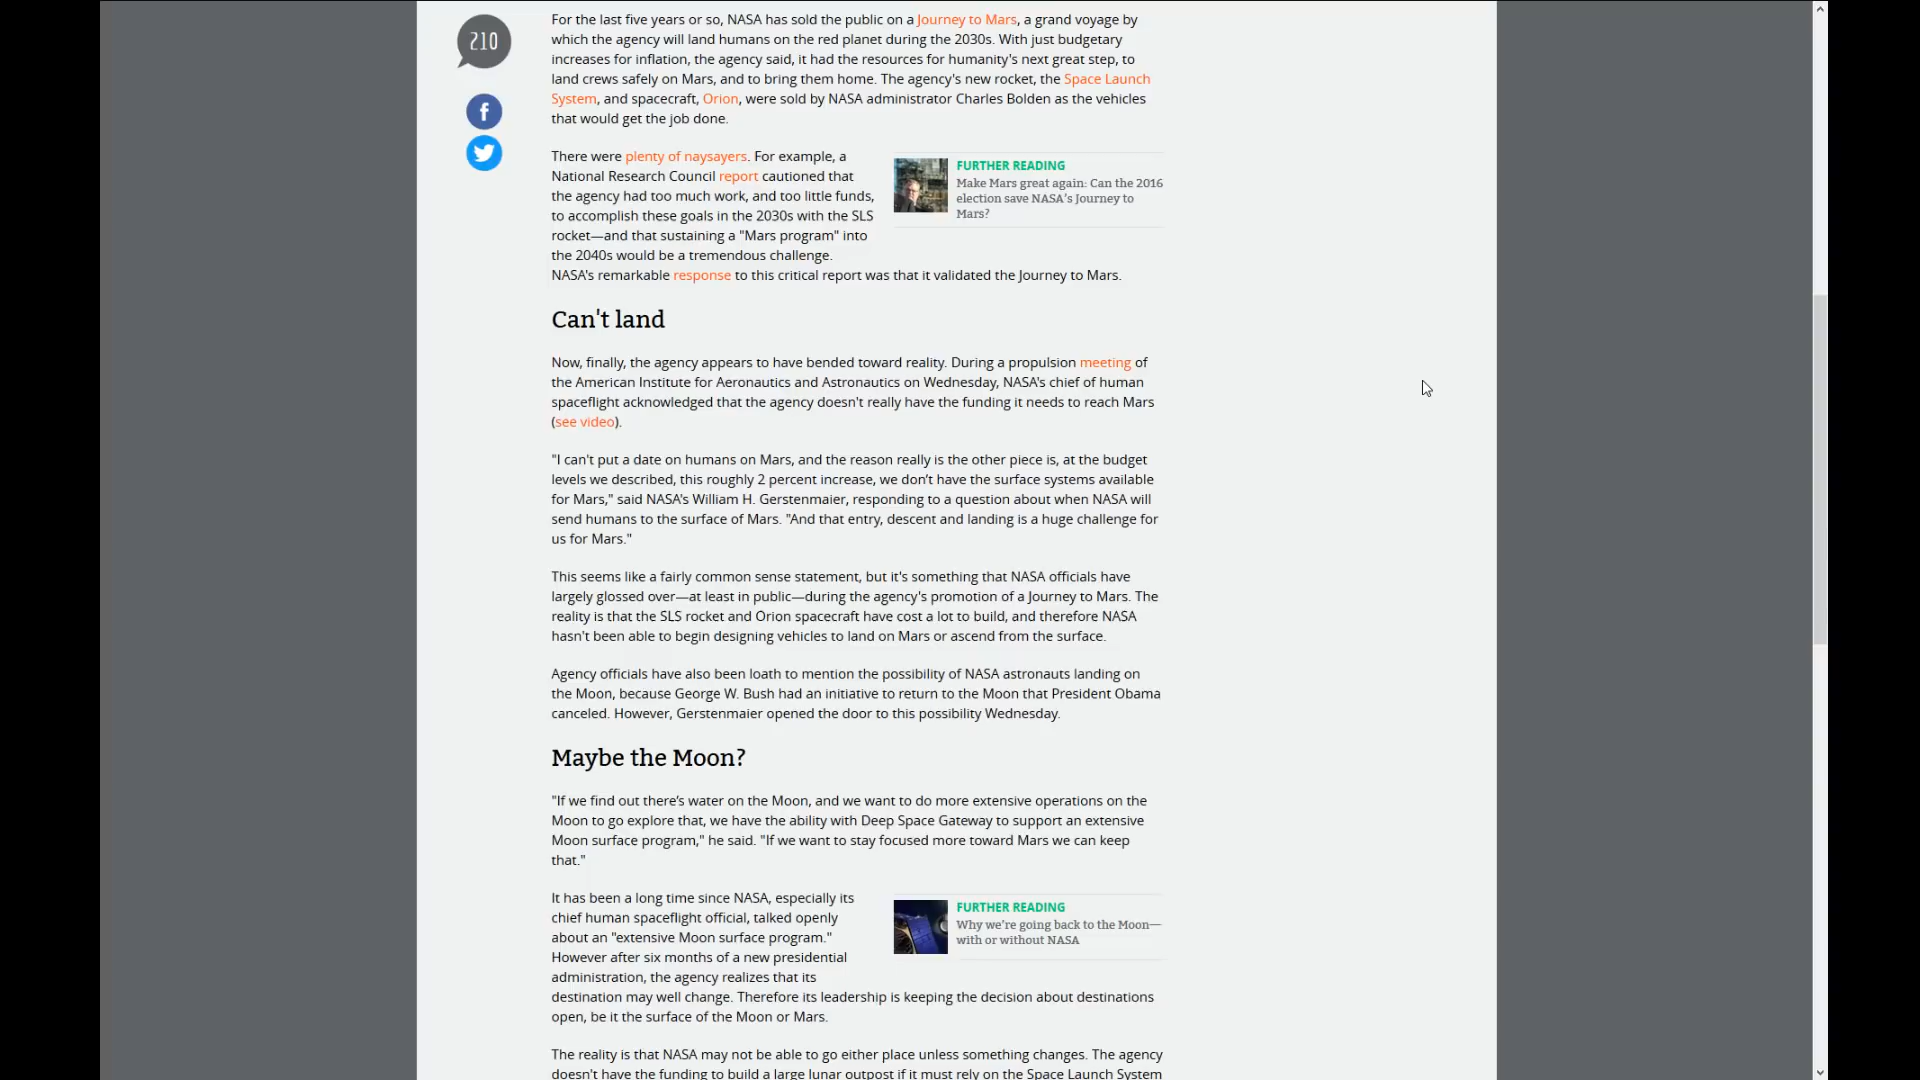 210
For the last five years or so, NASA has sold the public on a Journey to Mars, a grand voyage by
which the agency will land humans on the red planet during the 2030s. With just budgetary
increases for inflation, the agency said, it had the resources for humanity's next great step, to
land crews safely on Mars, and to bring them home. The agency's new rocket, the Space Launch
System, and spacecraft, Orion, were sold by NASA administrator Charles Bolden as the vehicles
that would get the job done.
There were plenty of naysayers. For example, a
National Research Council report cautioned that
the agency had too much work, and too little funds,
to accomplish these goals in the 2030s with the SLS
rocket—and that sustaining a "Mars program" into
the 2040s would be a tremendous challenge.
NASA's remarkable response to this critical report was that it validated the Journey to Mars.
FURTHER READING
Make Mars great again: Can the 2016
election save NASA's Journey to
Mars?
Can't land
Now, finally, the agency appears to have bended toward reality. During a propulsion meeting of
the American Institute for Aeronautics and Astronautics on Wednesday, NASA's chief of human
spaceflight acknowledged that the agency doesn't really have the funding it needs to reach Mars
(see video).
"I can't put a date on humans on Mars, and the reason really is the other piece is, at the budget
levels we described, this roughly 2 percent increase, we don't have the surface systems available
for Mars," said NASA's William H. Gerstenmaier, responding to a question about when NASA will
send humans to the surface of Mars. "And that entry, descent and landing is a huge challenge for
us for Mars."
This seems like a fairly common sense statement, but it's something that NASA officials have
largely glossed over—at least in public—during the agency's promotion of a Journey to Mars. The
reality is that the SLS rocket and Orion spacecraft have cost a lot to build, and therefore NASA
hasn't been able to begin designing vehicles to land on Mars or ascend from the surface.
Agency officials have also been loath to mention the possibility of NASA astronauts landing on
the Moon, because George W. Bush had an initiative to return to the Moon that President Obama
canceled. However, Gerstenmaier opened the door to this possibility Wednesday.
Maybe the Moon?
"If we find out there's water on the Moon, and we want to do more extensive operations on the
Moon to go explore that, we have the ability with Deep Space Gateway to support an extensive
Moon surface program," he said. "If we want to stay focused more toward Mars we can keep
that."
It has been a long time since NASA, especially its
chief human spaceflight official, talked openly
about an "extensive Moon surface program."
However after six months of a new presidential
administration, the agency realizes that its
destination may well change. Therefore its leadership is keeping the decision about destinations
open, be it the surface of the Moon or Mars.
FURTHER READING
Why we're going back to the Moon—
with or without NASA
The reality is that NASA may not be able to go either place unless something changes. The agency
doesn't have the funding to build a large lunar outpost if it must rely on the Space Launch System